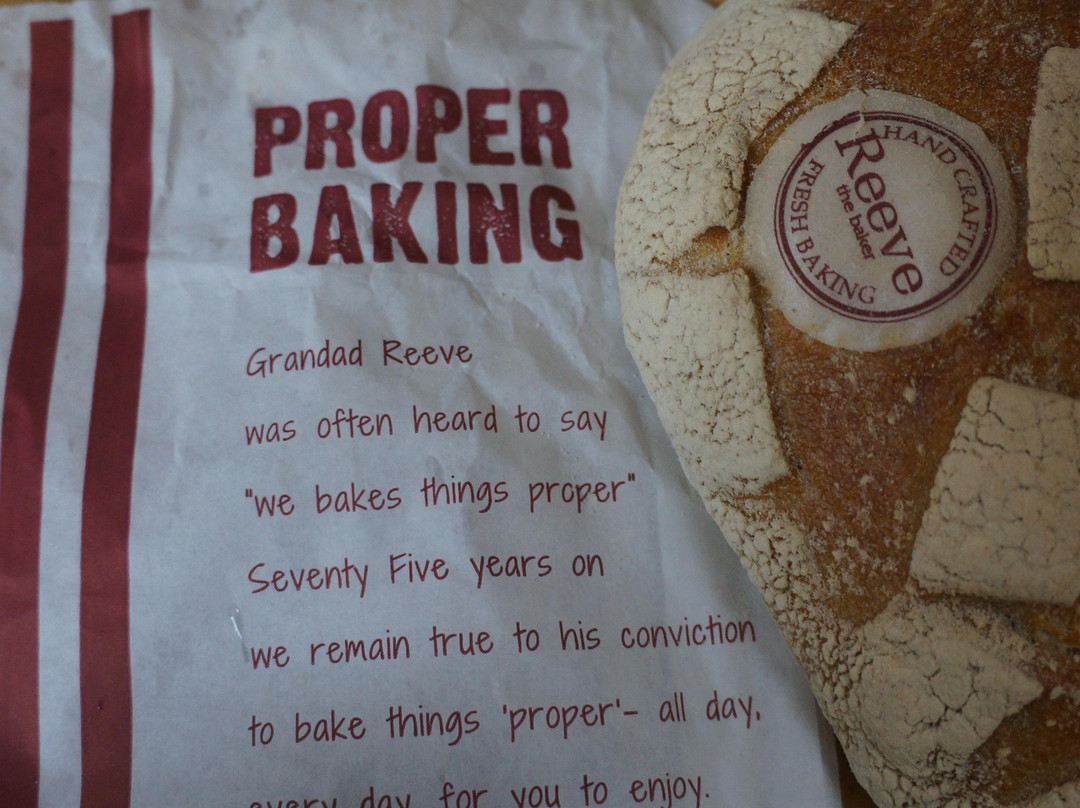 PROPER
BAKING
Grandad Reeve
was often heard to say
"we bakes things proper"
Seventy Five years on
we remain true to his conviction
to bake things 'proper'– all day,
every day for you to enjoy.
HAND CRAFTED
Reeve
the baker
FRESH BAKING